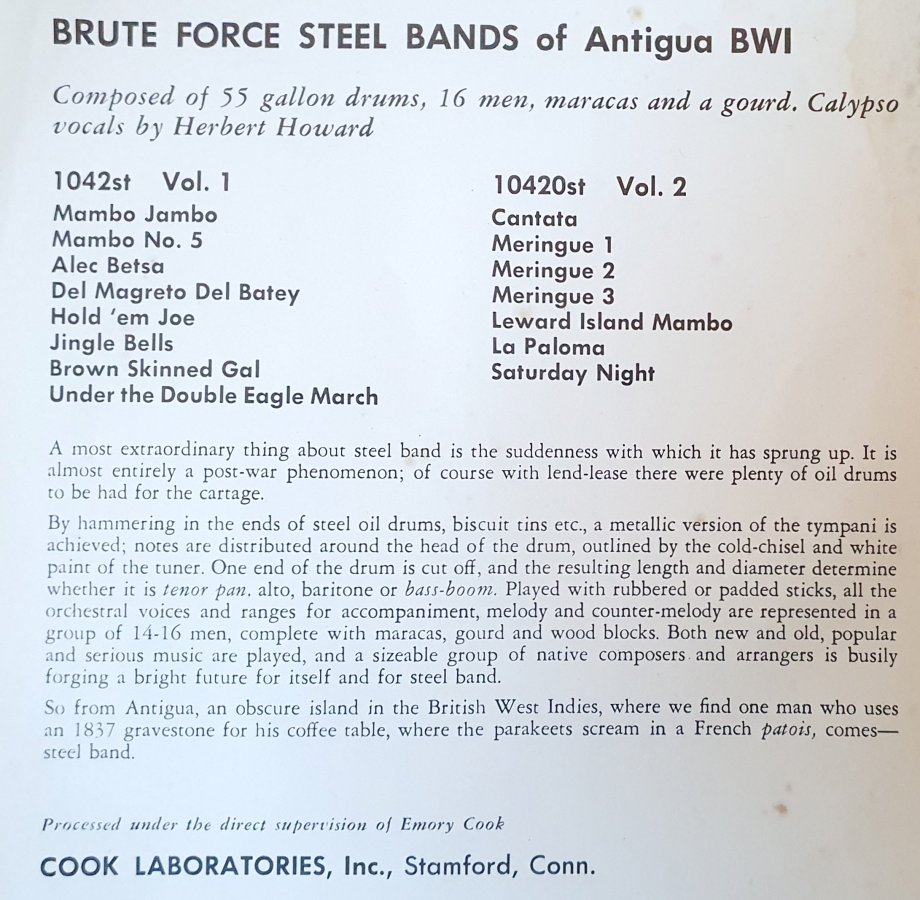 BRUTE FORCE STEEL BANDS of Antigua BWI
Composed of 55 gallon drums, 16 men, maracas and a gourd. Calypso
vocals by Herbert Howard
1042st Vol. 1
Mambo Jambo
Mambo No. 5
Alec Betsa
Del Magreto Del Batey
Hold 'em Joe
Jingle Bells
Brown Skinned Gal
Under the Double Eagle March
10420st Vol. 2
Cantata
Meringue 1
Meringue 2
Meringue 3
Leward Island Mambo
La Paloma
Saturday Night
A most extraordinary thing about steel band is the suddenness with which it has sprung up. It is
almost entirely a post-war phenomenon; of course with lend-lease there were plenty of oil drums
to be had for the cartage.
By hammering in the ends of steel oil drums, biscuit tins etc., a metallic version of the tympani is
achieved; notes are distributed around the head of the drum, outlined by the cold-chisel and white
paint of the tuner. One end of the drum is cut off, and the resulting length and diameter determine
whether it is tenor pan, alto, baritone or bass-boom. Played with rubbered or padded sticks, all the
orchestral voices and ranges for accompaniment, melody and counter-melody are represented in a
group of 14-16 men, complete with maracas, gourd and wood blocks. Both new and old, popular
and serious music are played, and a sizeable group of native composers and arrangers is busily
forging a bright future for itself and for steel band.
So from Antigua, an obscure island in the British West Indies, where we find one man who uses
an 1837 gravestone for his coffee table, where the parakeets scream in a French patois, comes—
steel band.
Processed under the direct supervision of Emory Cook
COOK LABORATORIES, Inc., Stamford, Conn.